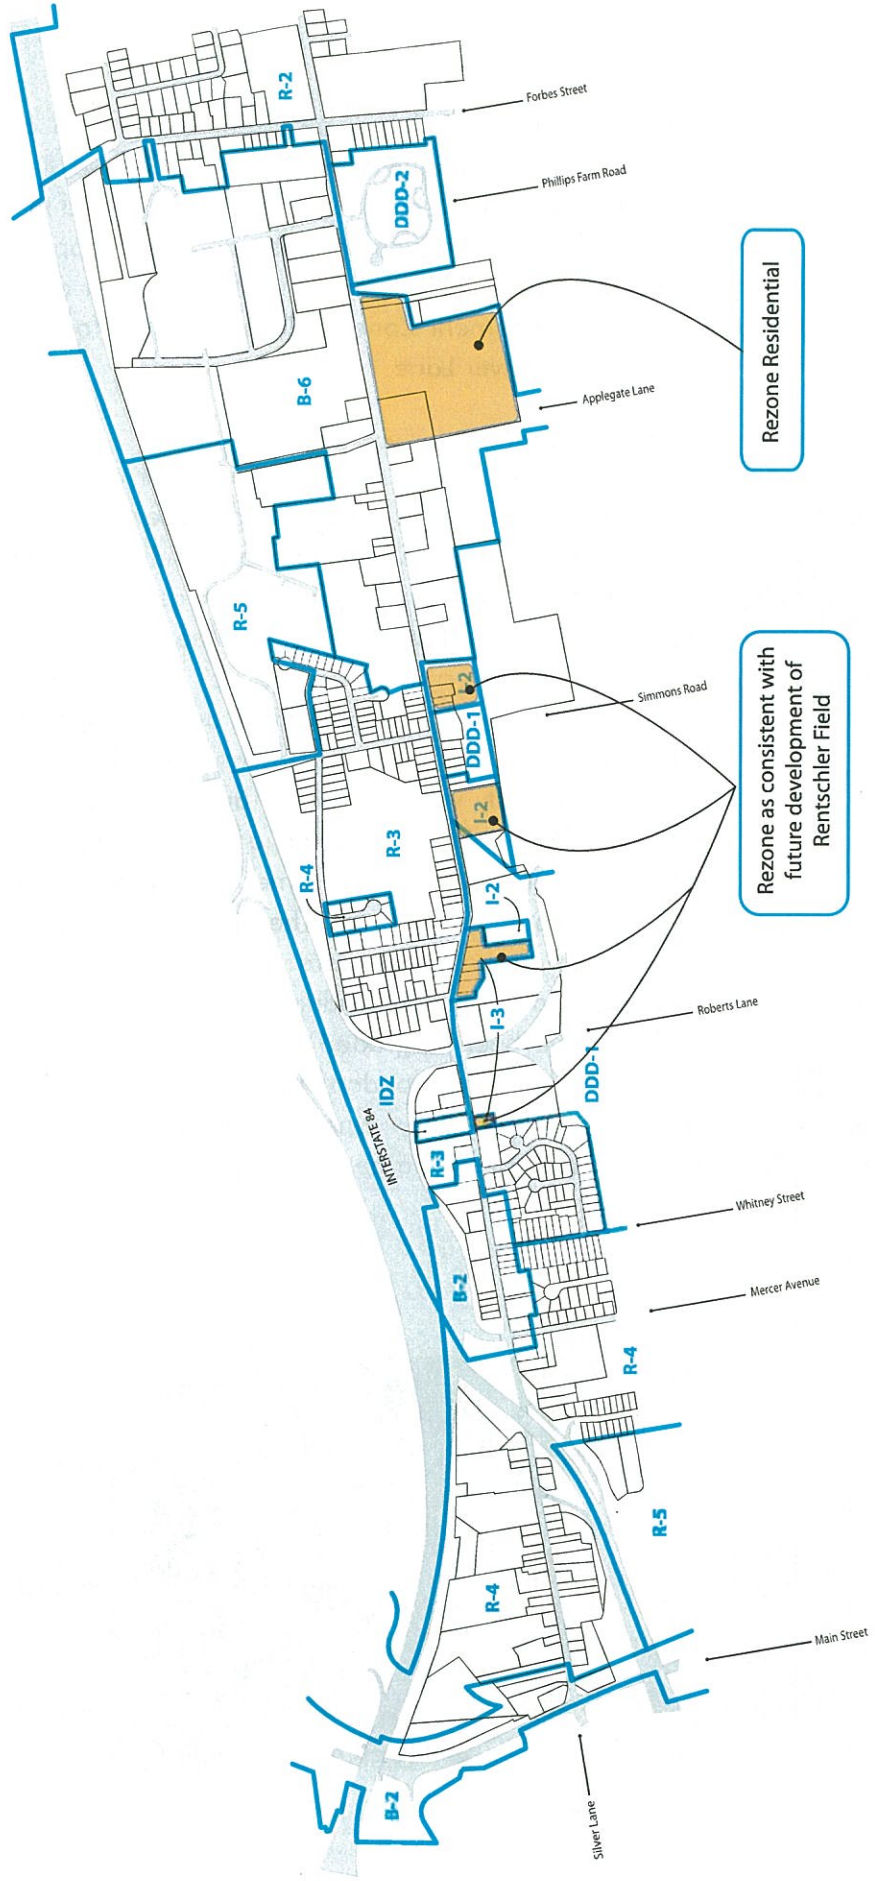 R-2
Forbes Street
Phillips Farm Road
DDD-2
Rezone Residential
B-6
Applegate Lane
R-5
I-2
Simmons Road
DDD-1
Rezone as consistent with
future development of
Rentschler Field
I-2
R-3
R-4
I-2
I-3
Roberts Lane
DDD-1
IDZ
INTERSTATE 84
R-3
Whitney Street
B-2
Mercer Avenue
R-4
R-5
R-4
Main Street
B-2
Silver Lane